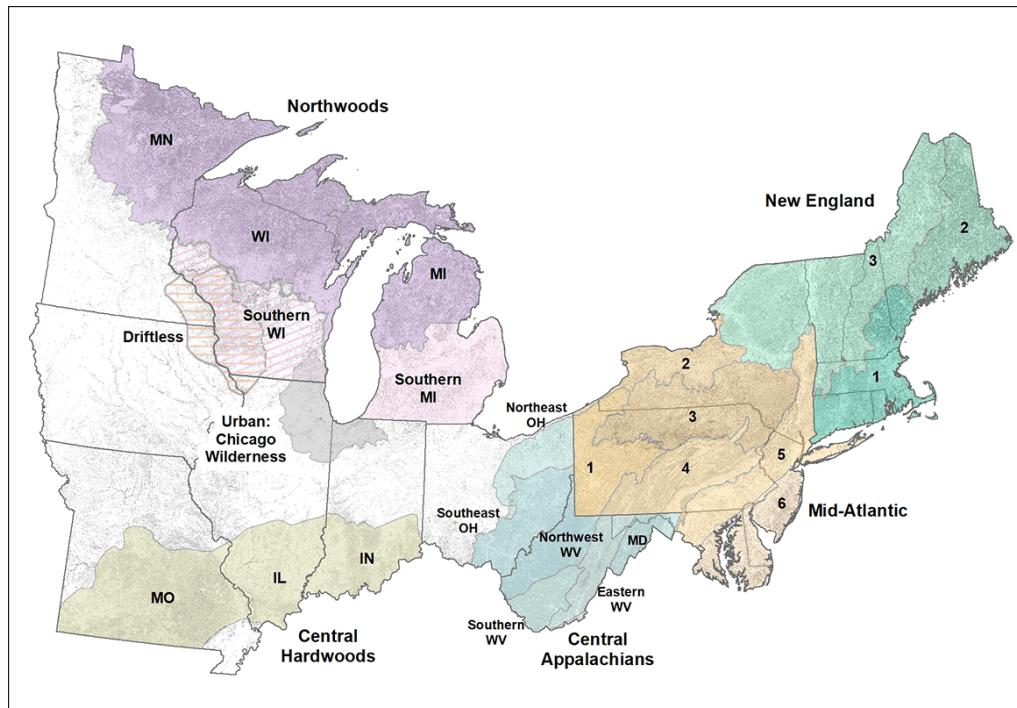 Northwoods
MN
New England
2
WI
3
MI
Southern
WI
Driftless
2
Southern
MI
1
Northeast
OH
3
Urban:
Chicago
Wilderness
1
4
5
6
Mid-Atlantic
Southeast
OH
Northwest
WV
MD
IN
IL
MO
Eastern
WV
Southern
WV
Central
Hardwoods
Central
Appalachians